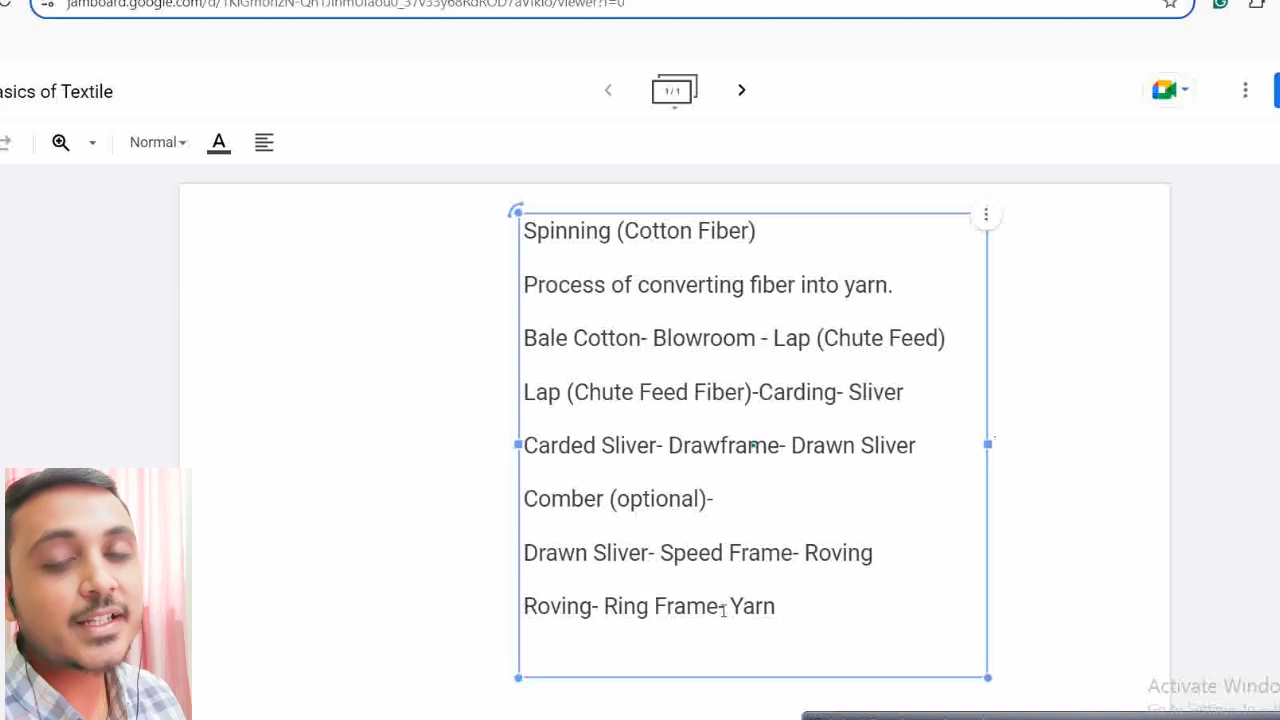 asics of Textile
1/1
Normal
A
Spinning (Cotton Fiber)
Process of converting fiber into yarn.
Bale Cotton- Blowroom - Lap (Chute Feed)
Lap (Chute Feed Fiber)-Carding- Sliver
Carded Sliver- Drawframe- Drawn Sliver
Comber (optional)-
Drawn Sliver- Speed Frame- Roving
Roving- Ring Frame- Yarn
Activate Windo